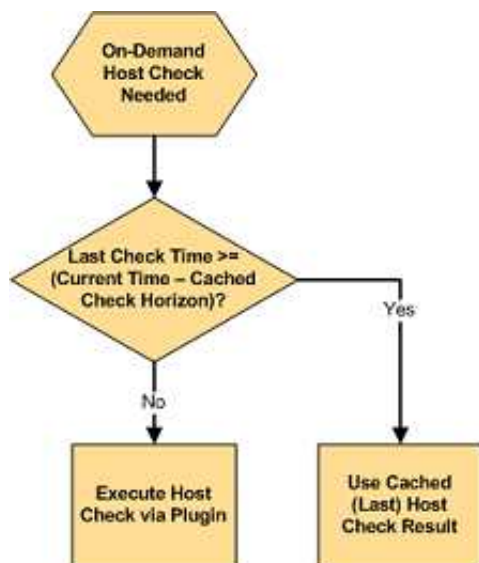 On-Demand
Host Check
Needed
Last Check Time >=
(Current Time – Cached
Check Horizon)?
Yes
No
Execute Host
Check via Plugin
Use Cached
(Last) Host
Check Result